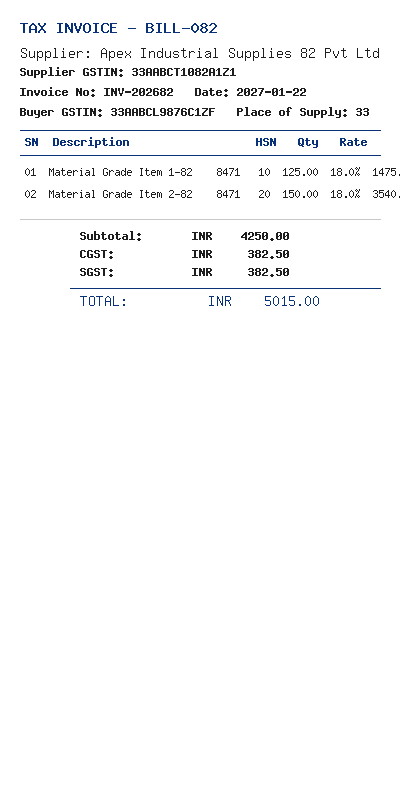 TAX INVOICE - BILL-082
Supplier: Apex Industrial Supplies 82 Pvt Ltd
Supplier GSTIN: 33AABCT1082A1Z1
Invoice No: INV-202682 Date: 2027-01-22
Buyer GSTIN: 33AABCL9876C1ZF Place of Supply: 33
SN Description HSN Qty Rate
01 Material Grade Item 1-82 8471 10 125.00 18.0% 1475.
02 Material Grade Item 2-82 8471 20 150.00 18.0% 3540.
Subtotal: INR 4250.00
CGST: INR 382.50
SGST: INR 382.50
TOTAL: INR 5015.00